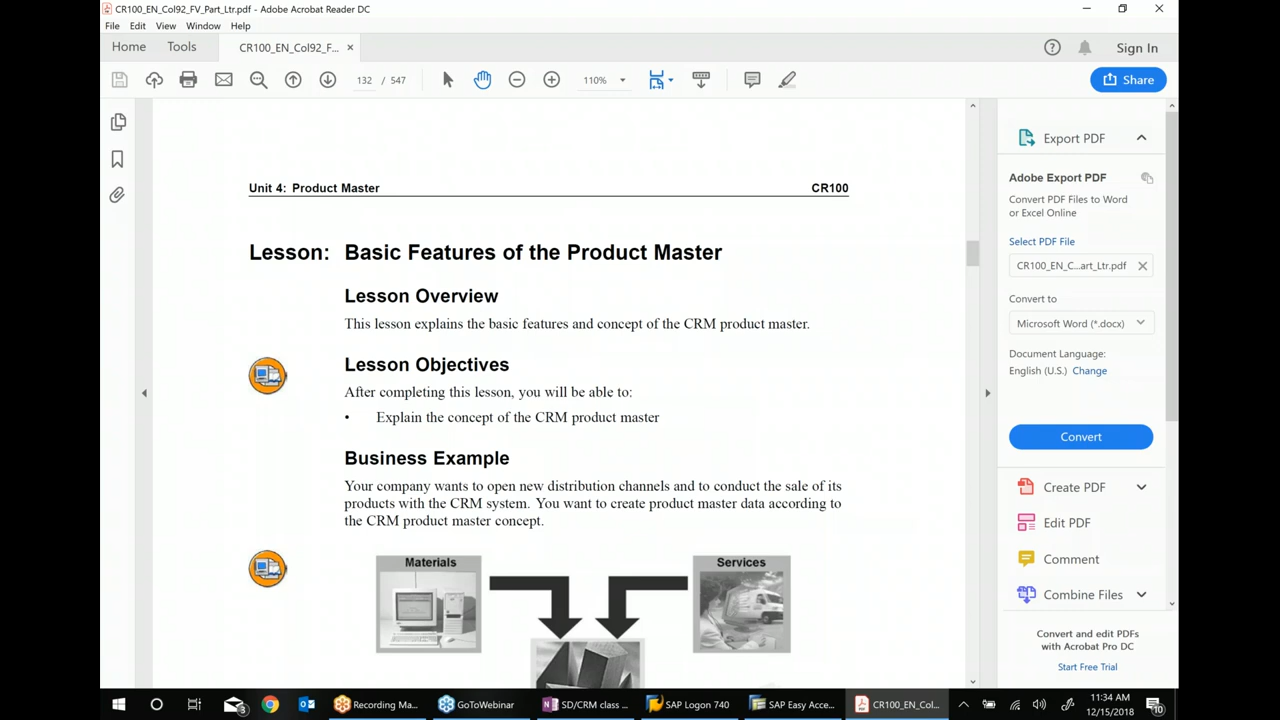 CR100_EN_Col92_FV_Part_Ltr.pdf - Adobe Acrobat Reader DC
File Edit View Window Help
Home Tools CR100_EN_Col92_F... × Sign In
132 / 547 110% Share
Unit 4: Product Master CR100
Lesson: Basic Features of the Product Master
Lesson Overview
This lesson explains the basic features and concept of the CRM product master.
Lesson Objectives
After completing this lesson, you will be able to:
• Explain the concept of the CRM product master
Business Example
Your company wants to open new distribution channels and to conduct the sale of its
products with the CRM system. You want to create product master data according to
the CRM product master concept.
Materials Services
Export PDF
Adobe Export PDF
Convert PDF Files to Word
or Excel Online
Select PDF File
CR100_EN_C...art_Ltr.pdf
Convert to
Microsoft Word (*.docx)
Document Language:
English (U.S.) Change
Convert
Create PDF
Edit PDF
Comment
Combine Files
Convert and edit PDFs
with Acrobat Pro DC
Start Free Trial
Recording Ma... GoToWebinar SD/CRM class ... SAP Logon 740 SAP Easy Acce... CR100_EN_Col...
11:34 AM
12/15/2018